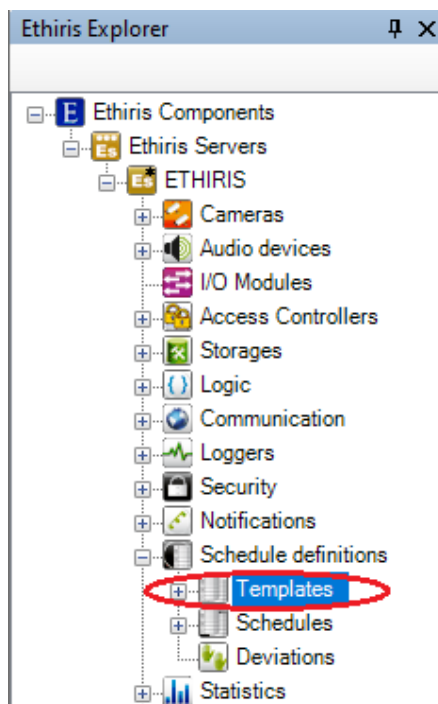 Ethiris Explorer
Ethiris Components
Ethiris Servers
ETHIRIS
Cameras
Audio devices
I/O Modules
Access Controllers
Storages
Logic
Communication
Loggers
Security
Notifications
Schedule definitions
Templates
Schedules
Deviations
Statistics